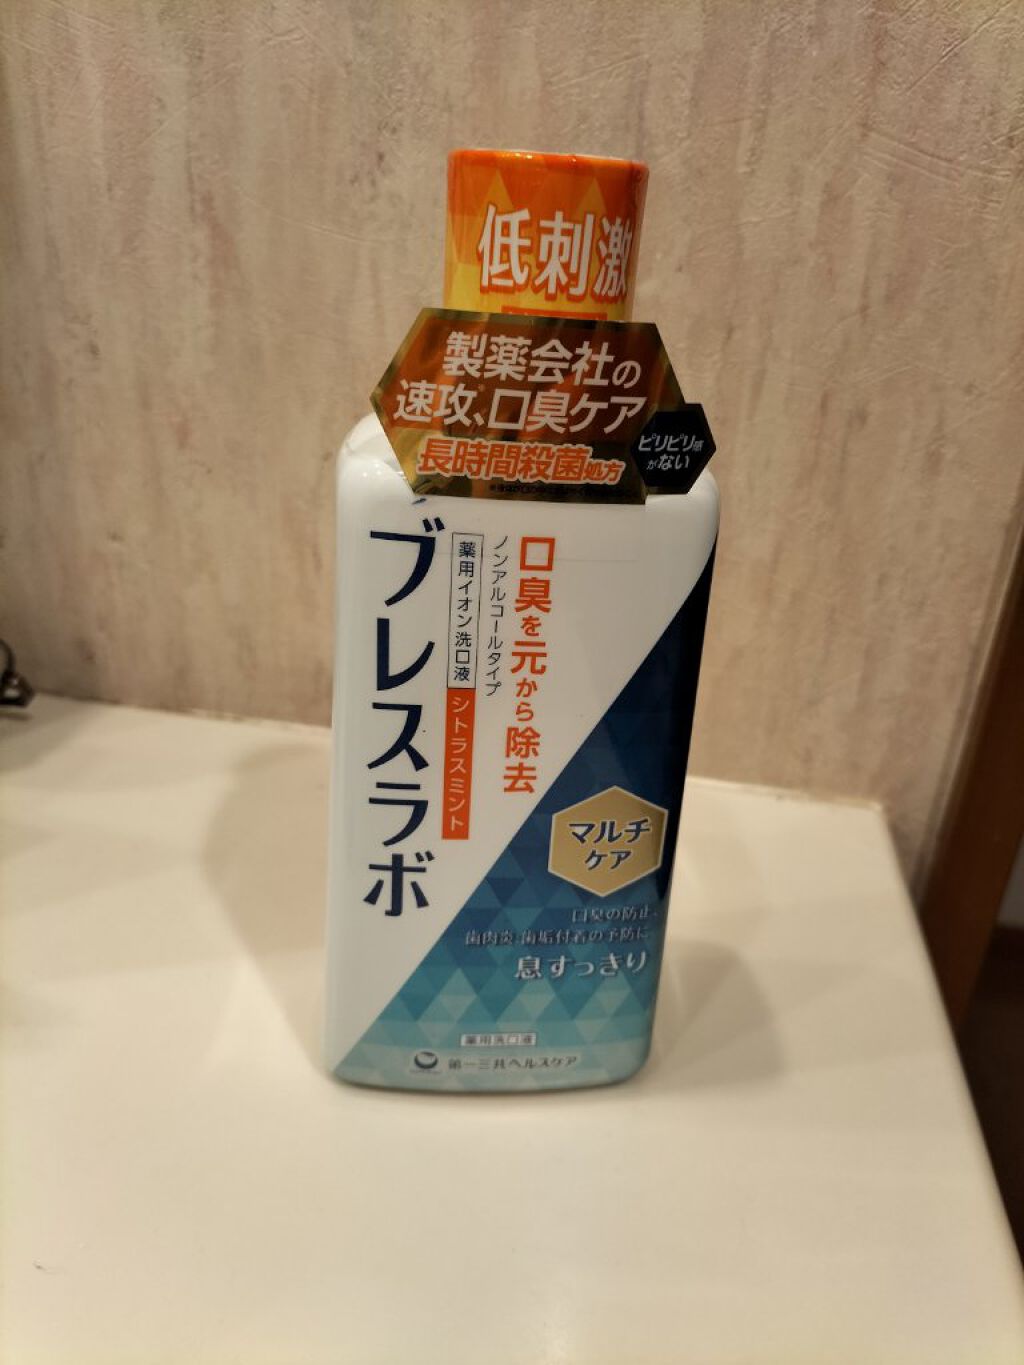 低刺激
製薬会社の
速攻、口臭ケア
長時間殺菌処方
ピリピリ感
がない
口臭を元から除去
ノンアルコールタイプ
薬用イオン洗口液
シトラスミント
ブレスラボ
マルチ
ケア
口臭の防止、
歯肉炎・歯垢付着の予防に
息すっきり
薬用洗口液
第一三共ヘルスケア